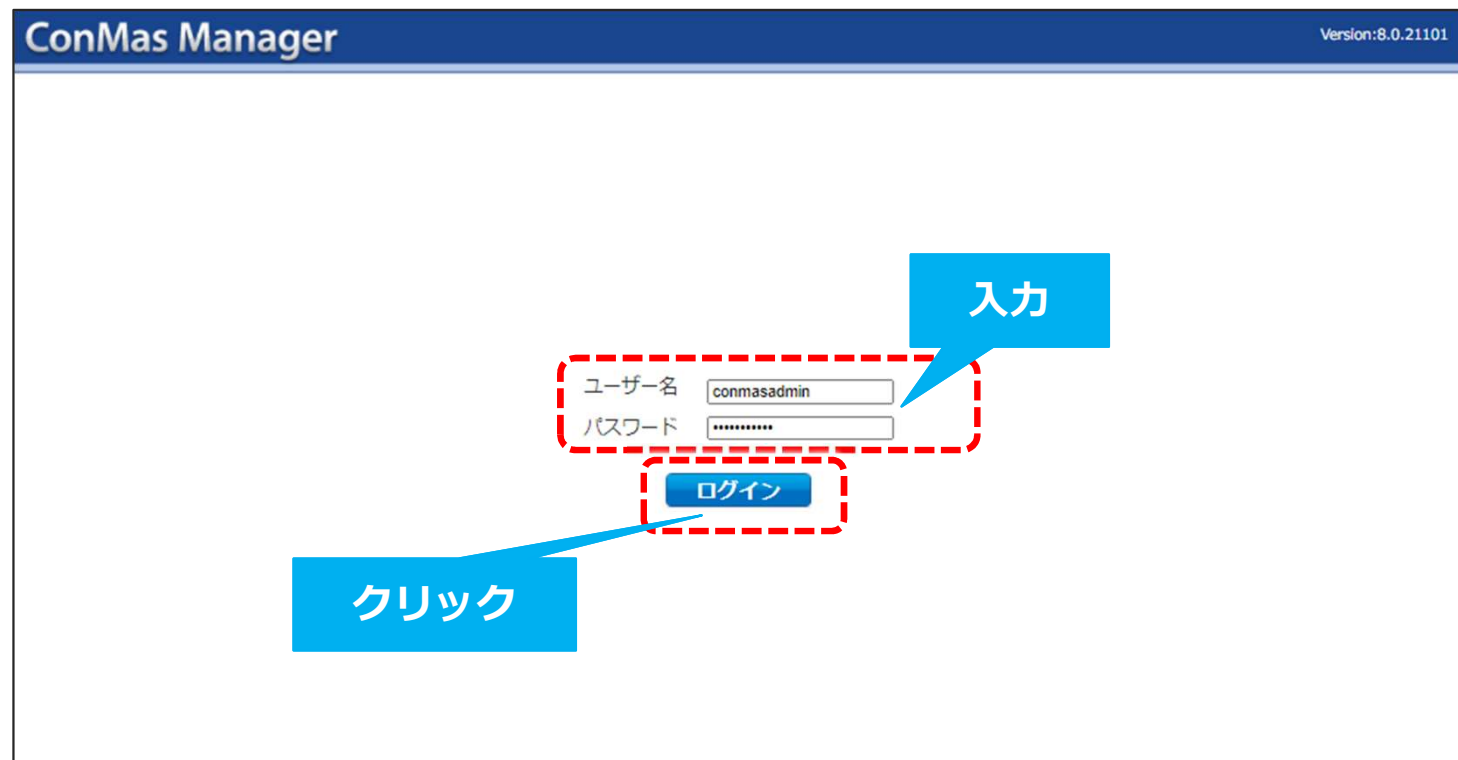 ConMas Manager
Version:8.0.21101
入力
ユーザー名 conmasadmin
パスワード •••••••••••
ログイン
クリック